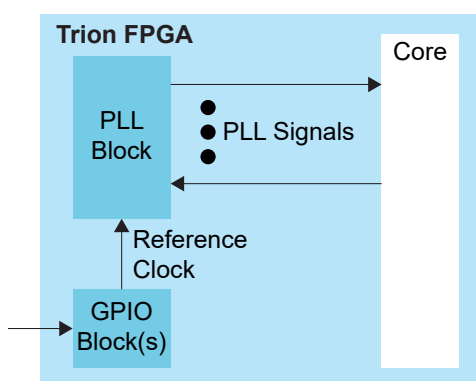 Trion FPGA
Core
PLL
Block
PLL Signals
Reference
Clock
GPIO
Block(s)